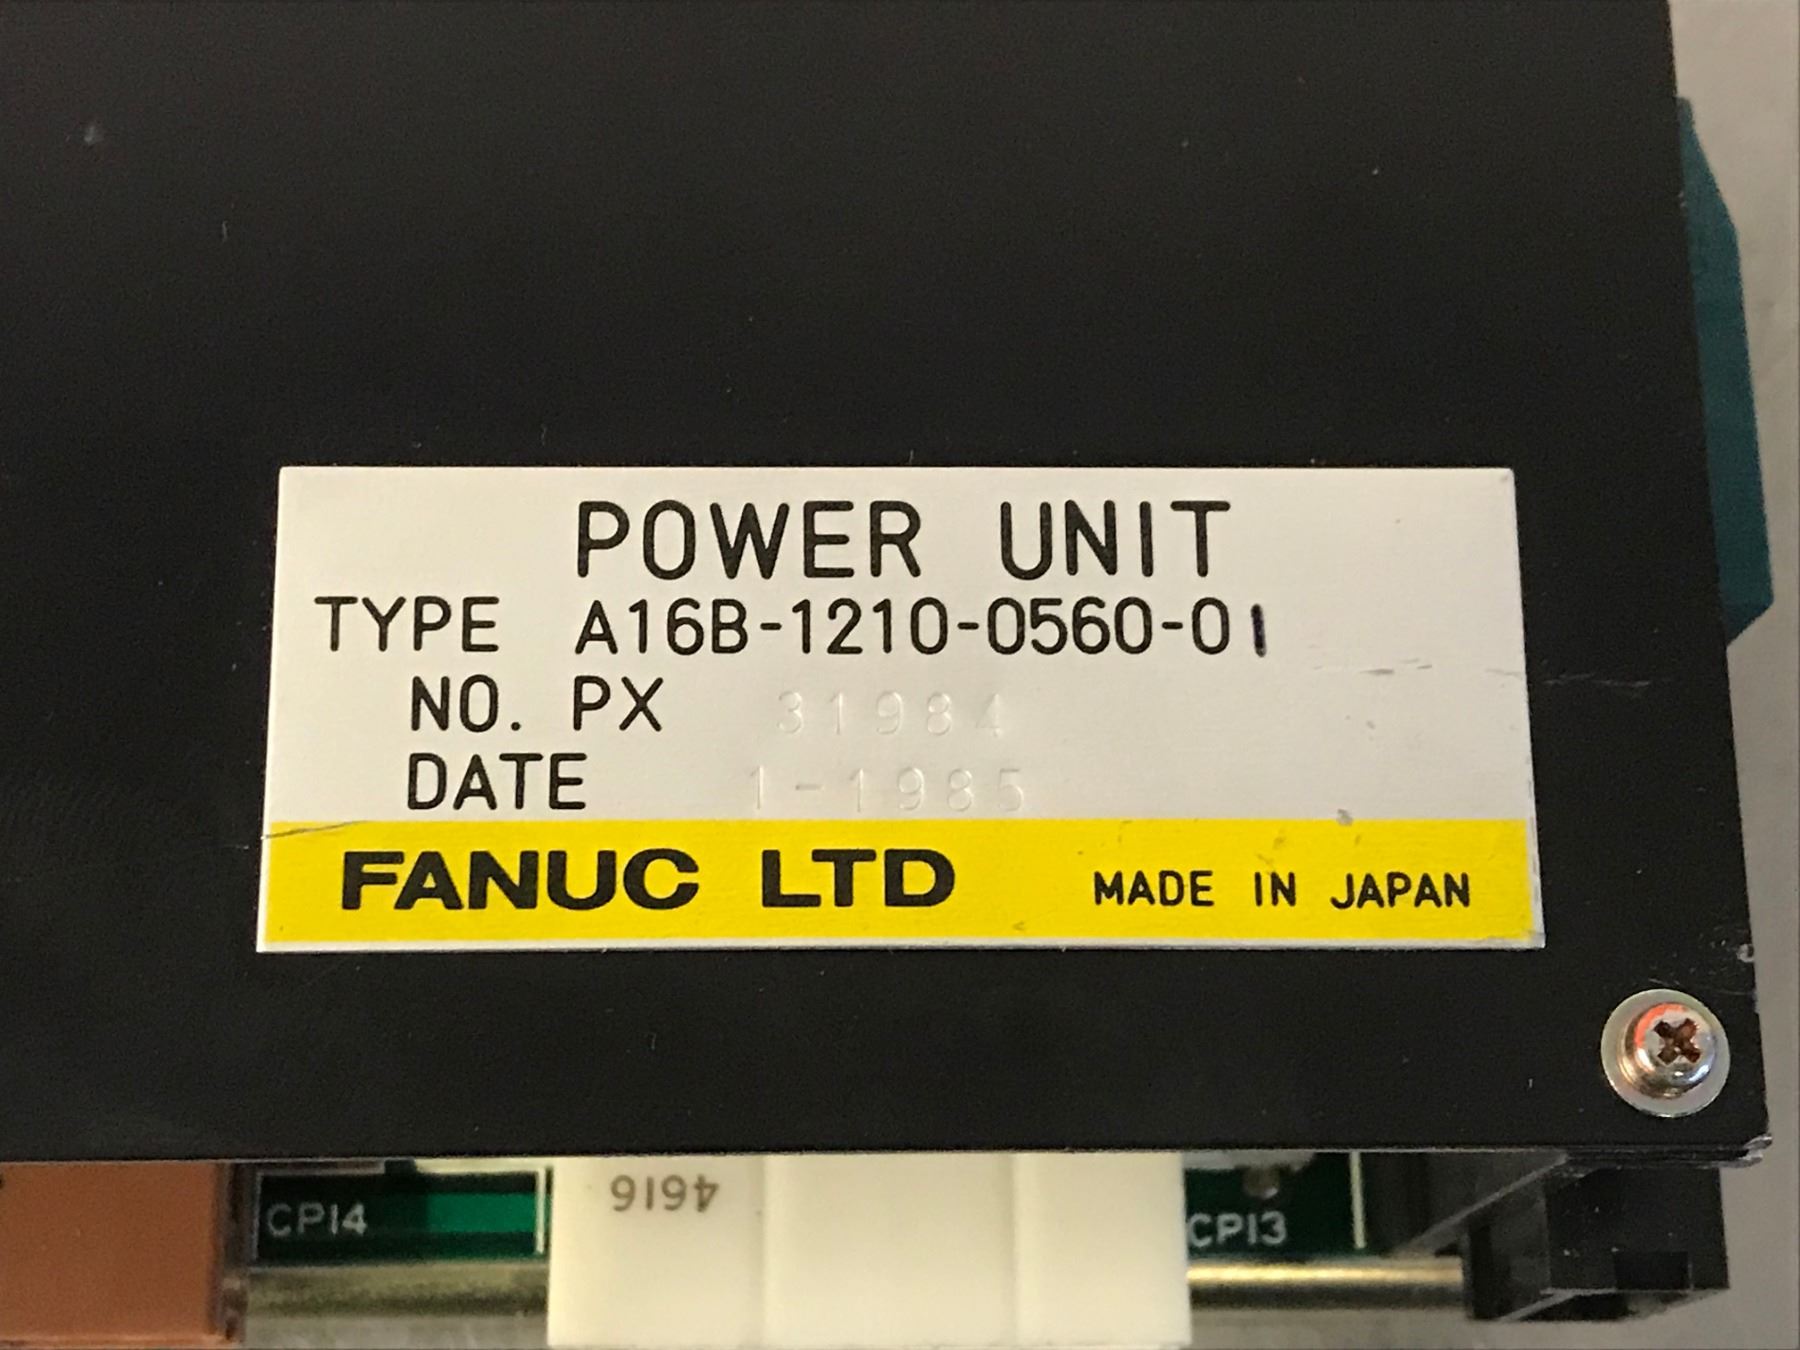 POWER UNIT
TYPE A16B-1210-0560-01
NO. PX 31984
DATE 1-1985
FANUC LTD MADE IN JAPAN
CP14
4616
CP13